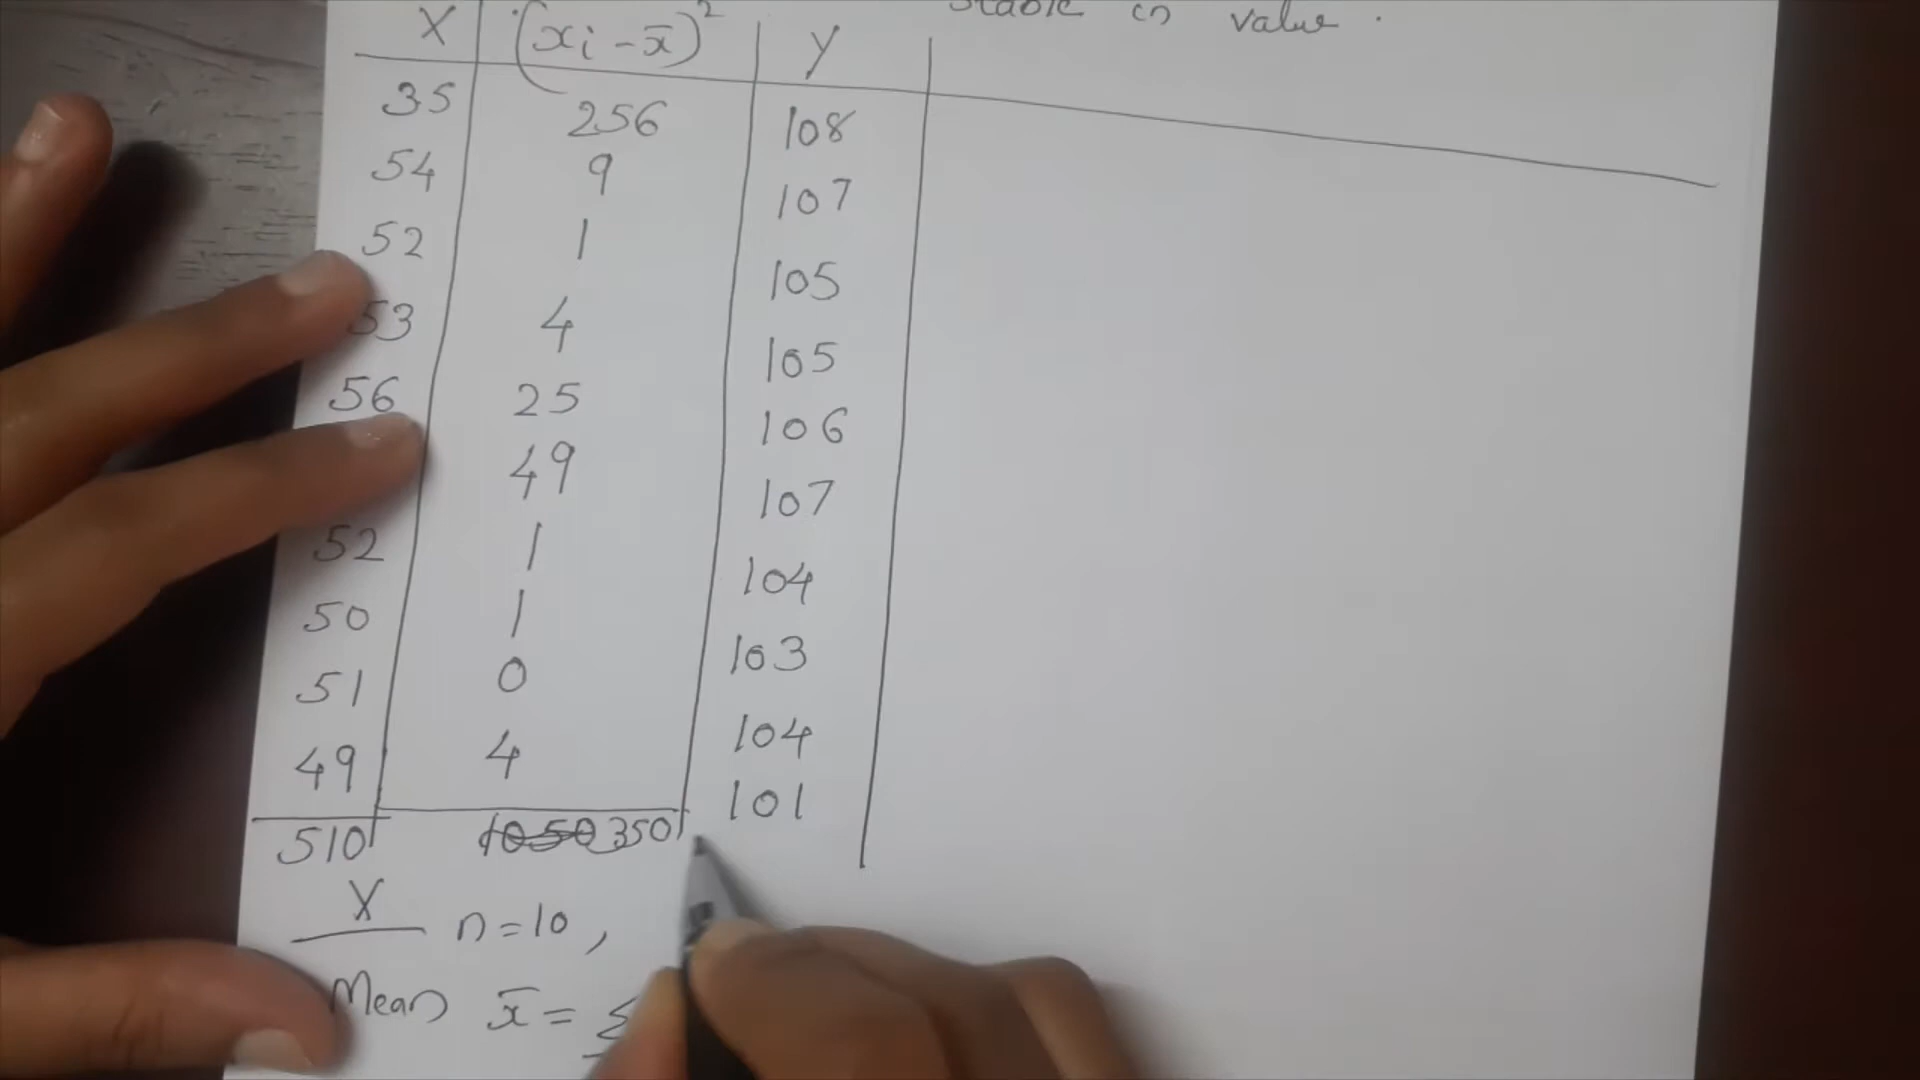 stable in value.
X (xi - x̄)² y
35 256 108
54 9 107
52 1 105
53 4 105
56 25 106
49 107
52 1 104
50 1 103
51 0 104
49 4 101
510 1050 350
X n=10,
Mean x̄ = Σ